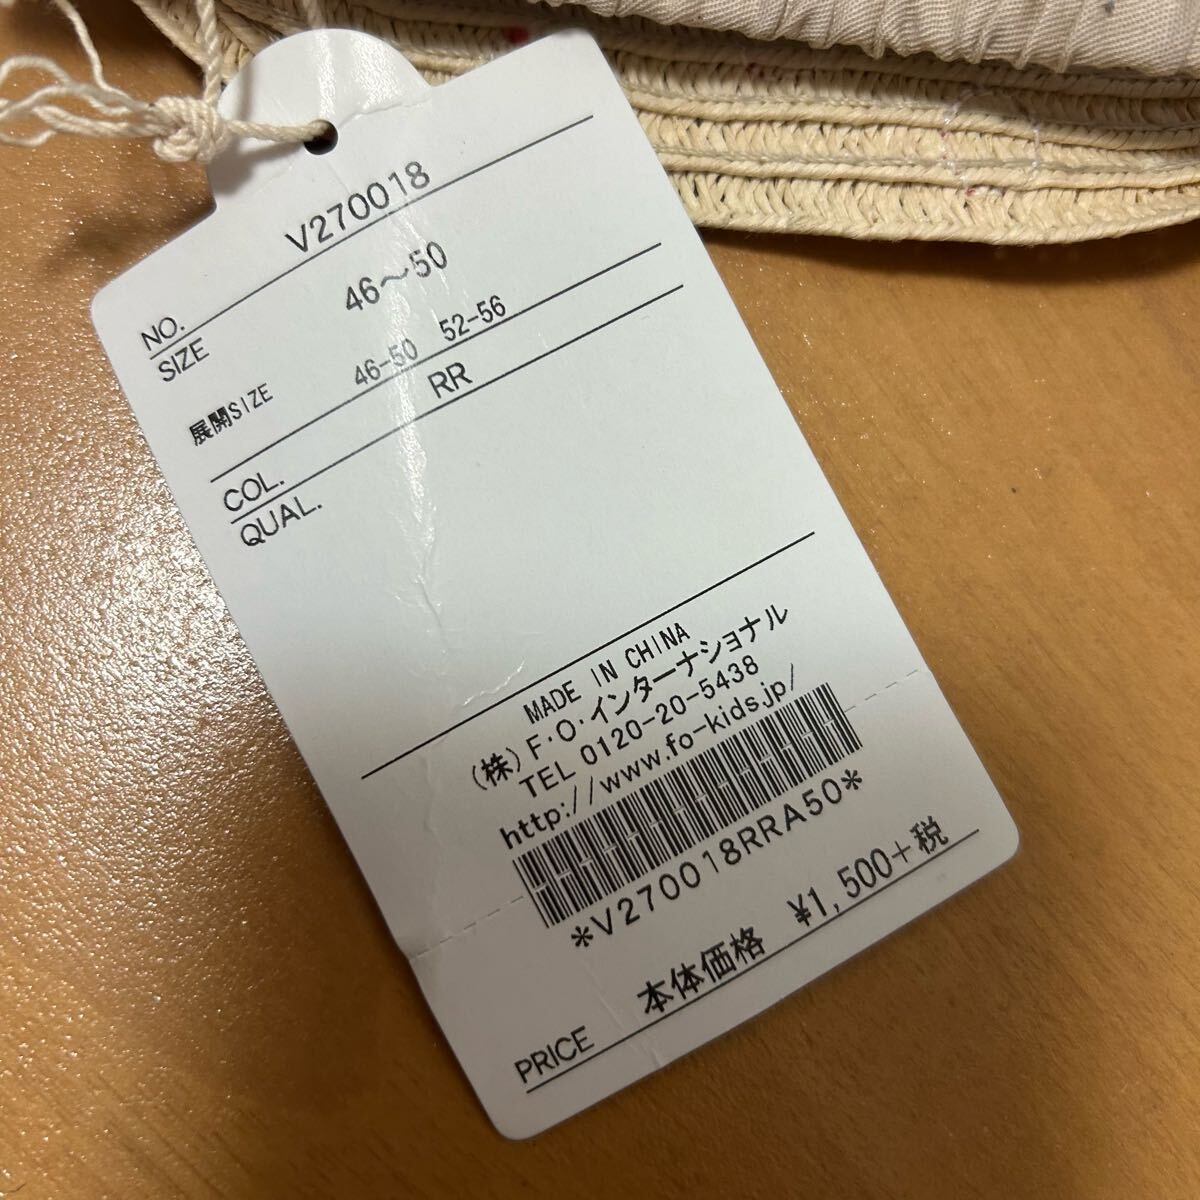 NO. V270018
SIZE 46～50
展開SIZE 46-50 52-56
COL. RR
QUAL.
MADE IN CHINA
(株)F・O・インターナショナル
TEL 0120-20-5438
http://www.fo-kids.jp/
*V270018RRA50*
PRICE 本体価格 ¥1,500+税